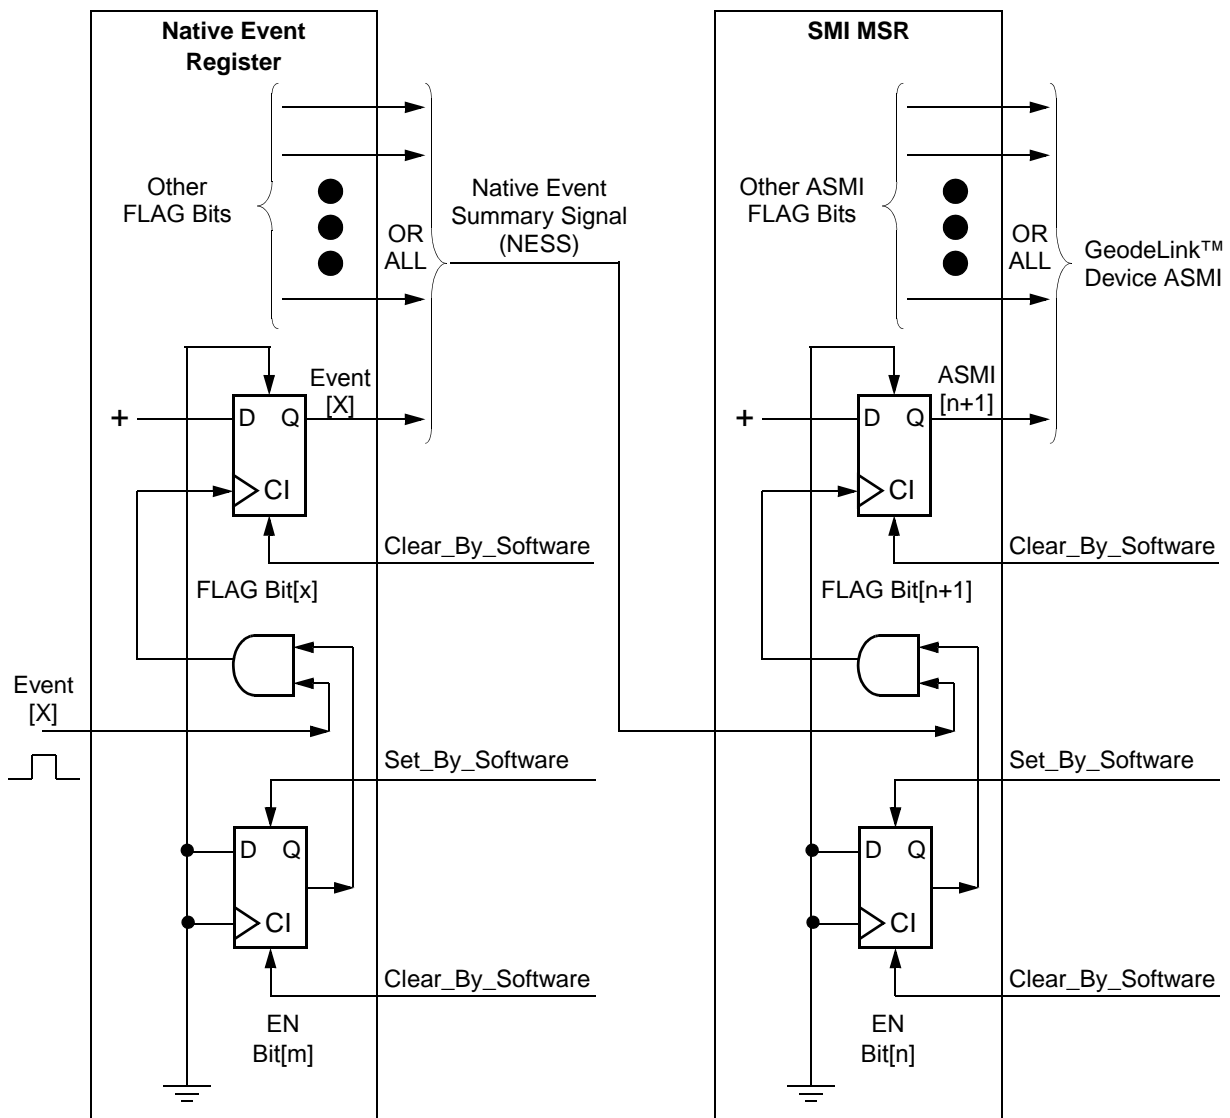 Native Event
Register
Other
FLAG Bits
OR
ALL
Native Event
Summary Signal
(NESS)
Event
[X]
+
D Q
CI
Clear_By_Software
FLAG Bit[x]
Event
[X]
Set_By_Software
D Q
CI
Clear_By_Software
EN
Bit[m]
SMI MSR
Other ASMI
FLAG Bits
OR
ALL
GeodeLink™
Device ASMI
ASMI
[n+1]
+
D Q
CI
Clear_By_Software
FLAG Bit[n+1]
Set_By_Software
D Q
CI
Clear_By_Software
EN
Bit[n]